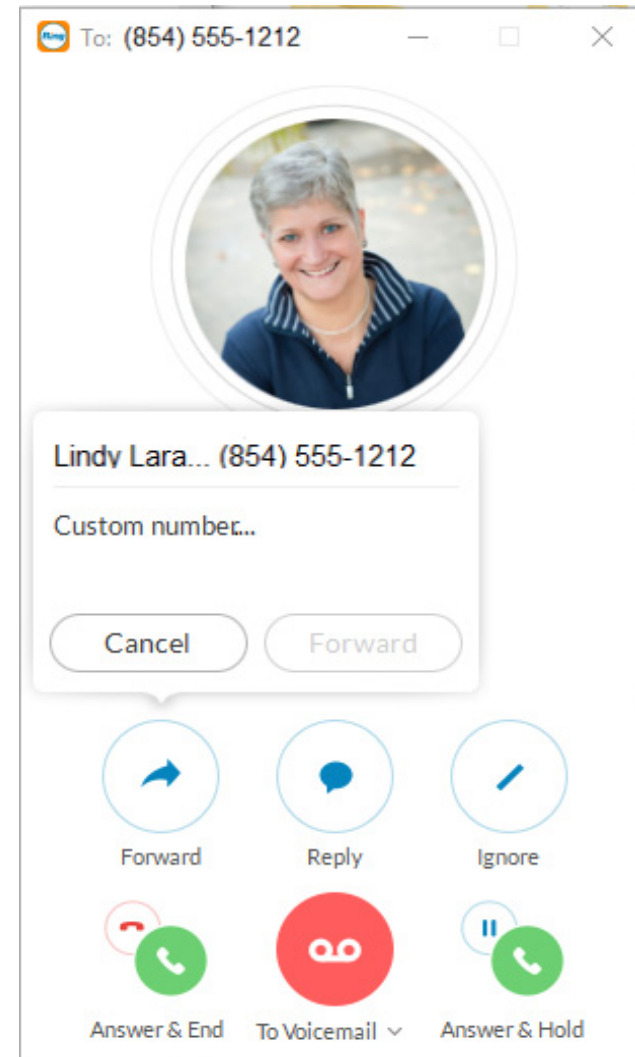 Ring To: (854) 555-1212
Lindy Lara... (854) 555-1212
Custom number...
Cancel Forward
Forward Reply Ignore
Answer & End To Voicemail Answer & Hold